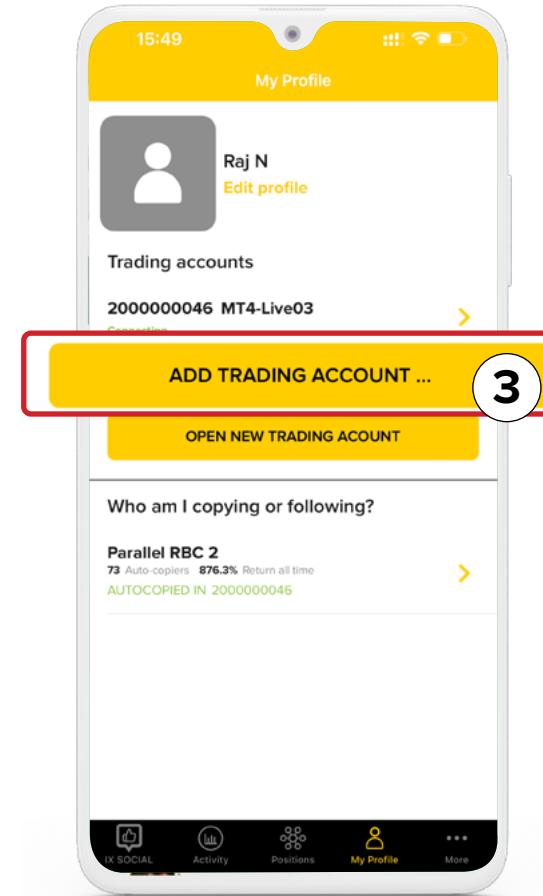 15:49
My Profile
Raj N
Edit profile
Trading accounts
2000000046 MT4-Live03
Connecting
ADD TRADING ACCOUNT ...
3
OPEN NEW TRADING ACOUNT
Who am I copying or following?
Parallel RBC 2
73 Auto-copiers 876.3% Return all time
AUTOCOPIED IN 2000000046
IX SOCIAL
Activity
Positions
My Profile
More